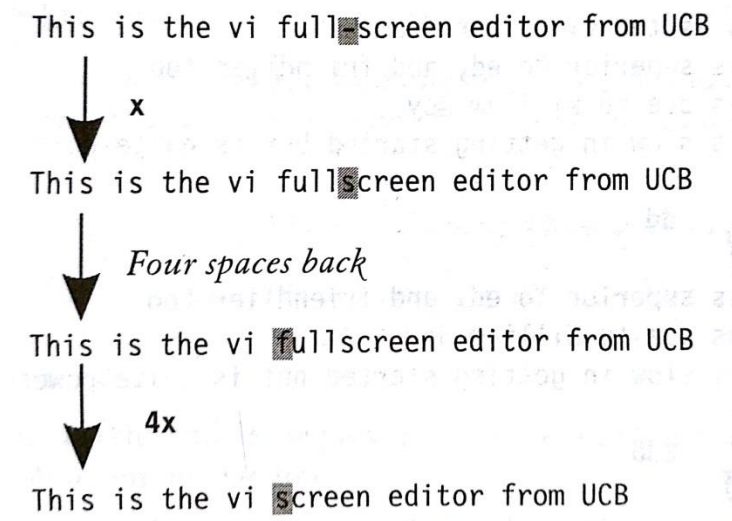 This is the vi full-screen editor from UCB
x
This is the vi fullscreen editor from UCB
Four spaces back
This is the vi fullscreen editor from UCB
4x
This is the vi screen editor from UCB